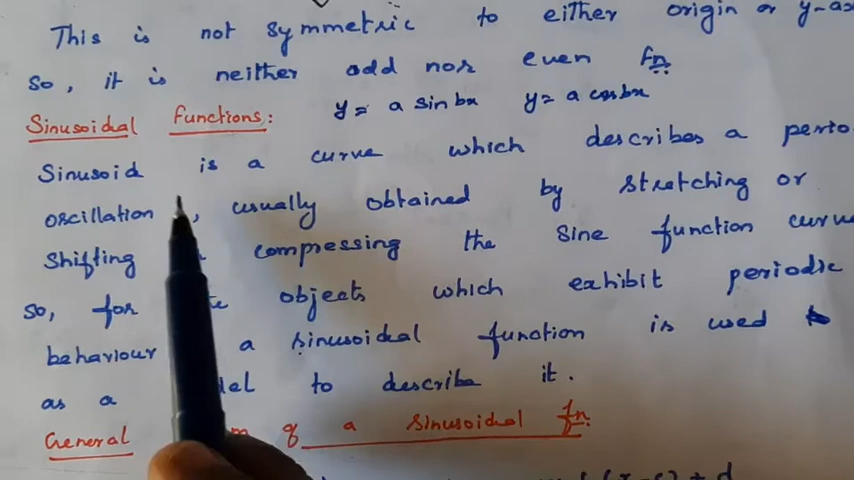 This is not symmetric to either origin or y-as
so, it is neither odd nor even fn
Sinusoidal Functions: y = a sin bx y = a cos bx
Sinusoid is a curve which describes a perio
oscillation , usually obtained by stretching or
shifting compressing the sine function curve
so, for objects which exhibit periodic
behaviour a sinusoidal function is used to
as a del to describe it.
General m of a sinusoidal fn
(x-c) + d